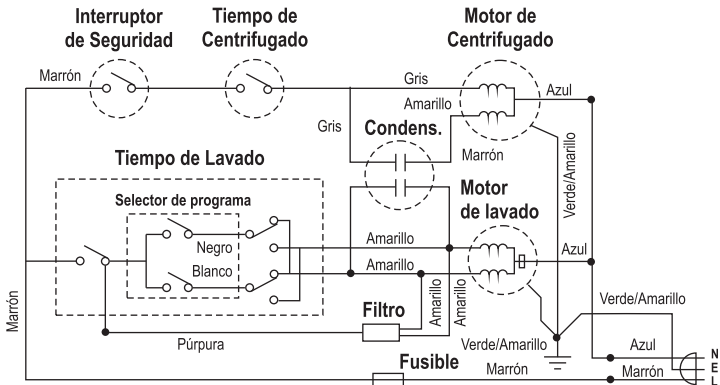 Interruptor
de Seguridad
Tiempo de
Centrifugado
Motor de
Centrifugado
Marrón
Gris
Azul
Amarillo
Gris
Condens.
Marrón
Verde/Amarillo
Tiempo de Lavado
Selector de programa
Motor
de lavado
Negro
Amarillo
Azul
Blanco
Amarillo
Filtro
Amarillo
Amarillo
Verde/Amarillo
Marrón
Púrpura
Verde/Amarillo
Azul
N
Fusible
Marrón
Marrón
E
L